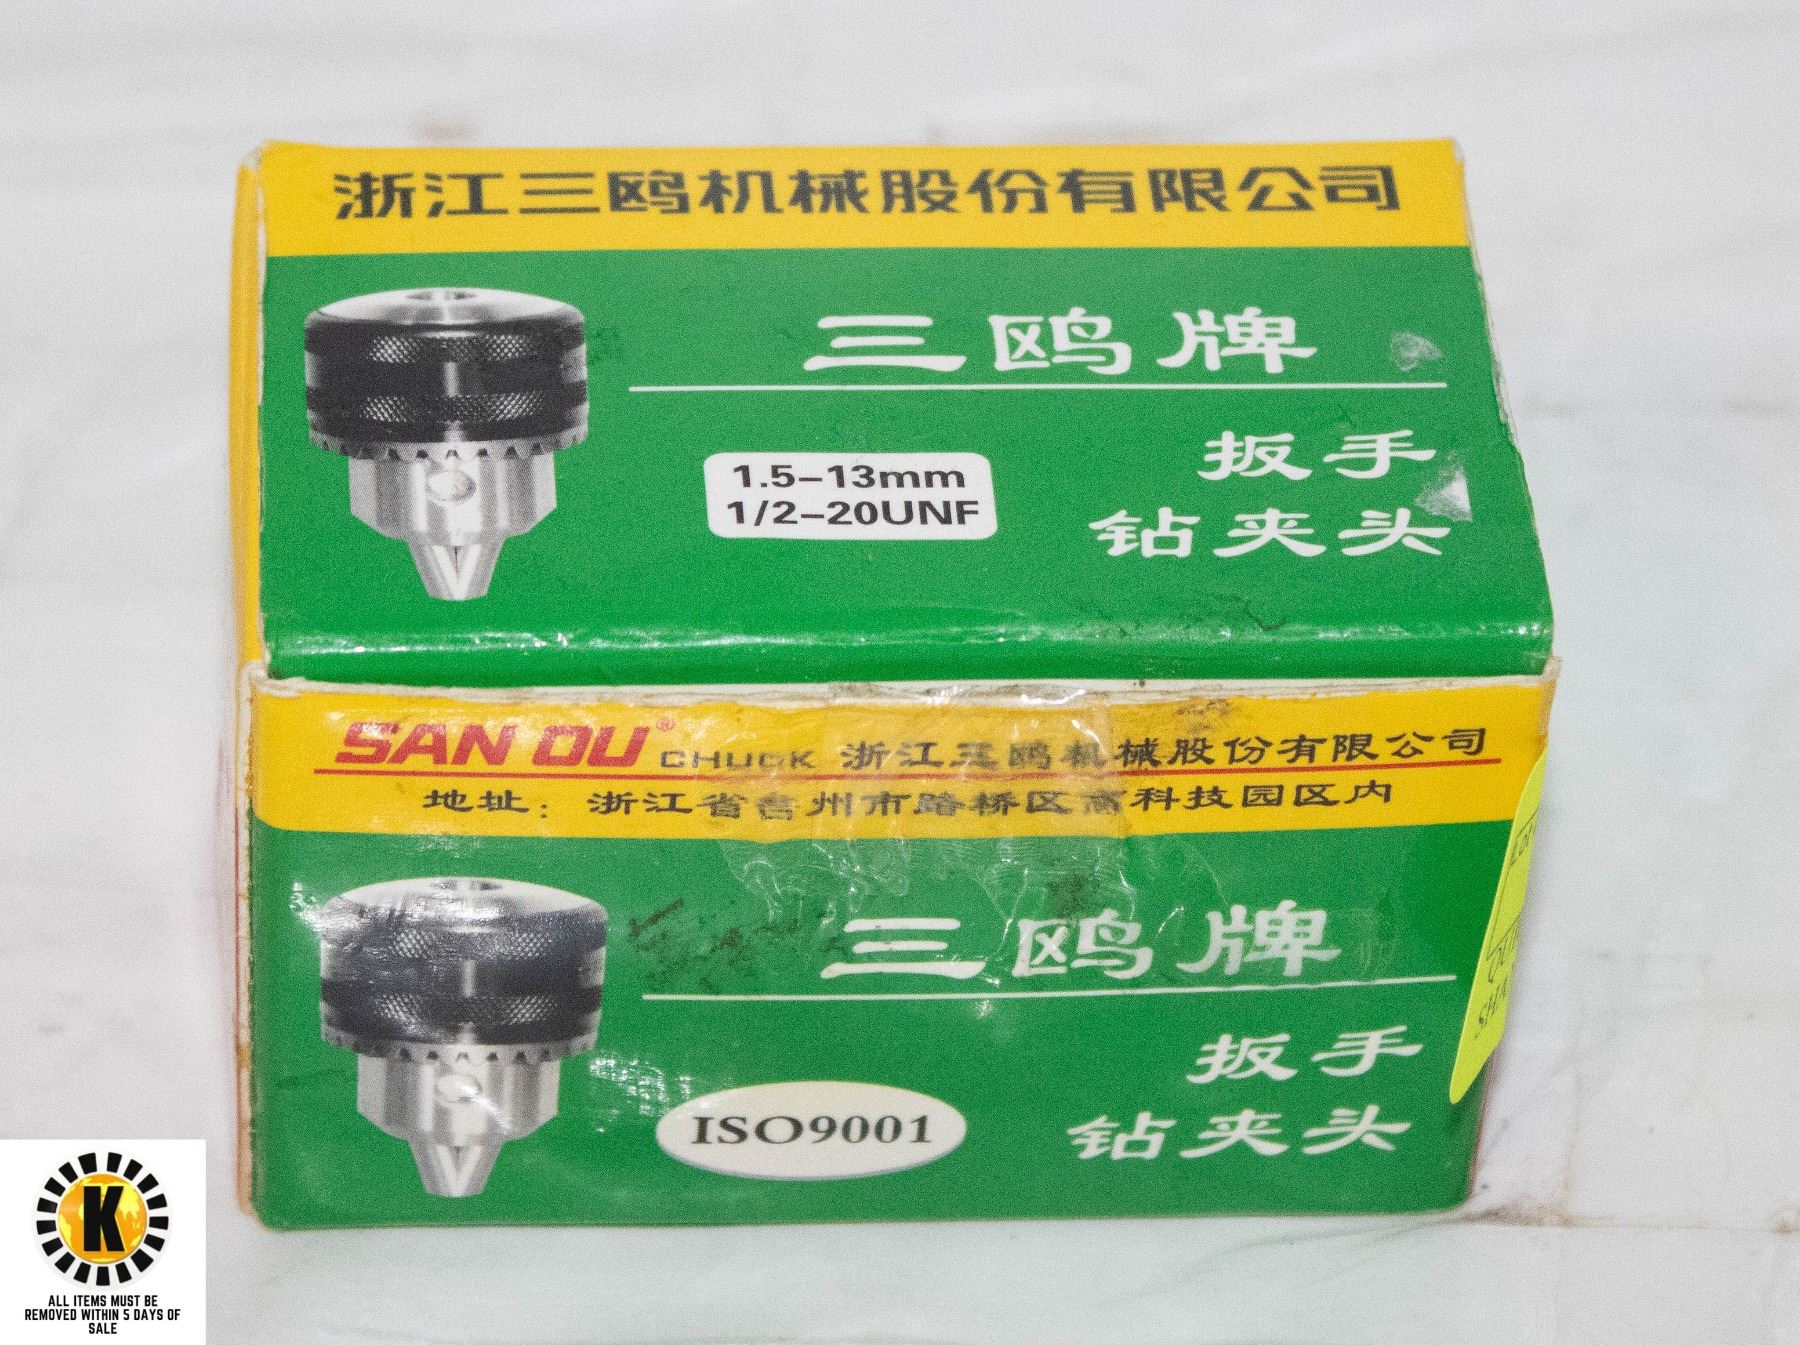 浙江三鸥机械股份有限公司
三鸥牌
1.5-13mm
1/2-20UNF
扳手
钻夹头
SAN OU® CHUCK 浙江三鸥机械股份有限公司
地址：浙江省台州市路桥区高科技园区内
三鸥牌
扳手
钻夹头
ISO9001
K
ALL ITEMS MUST BE
REMOVED WITHIN 5 DAYS OF
SALE